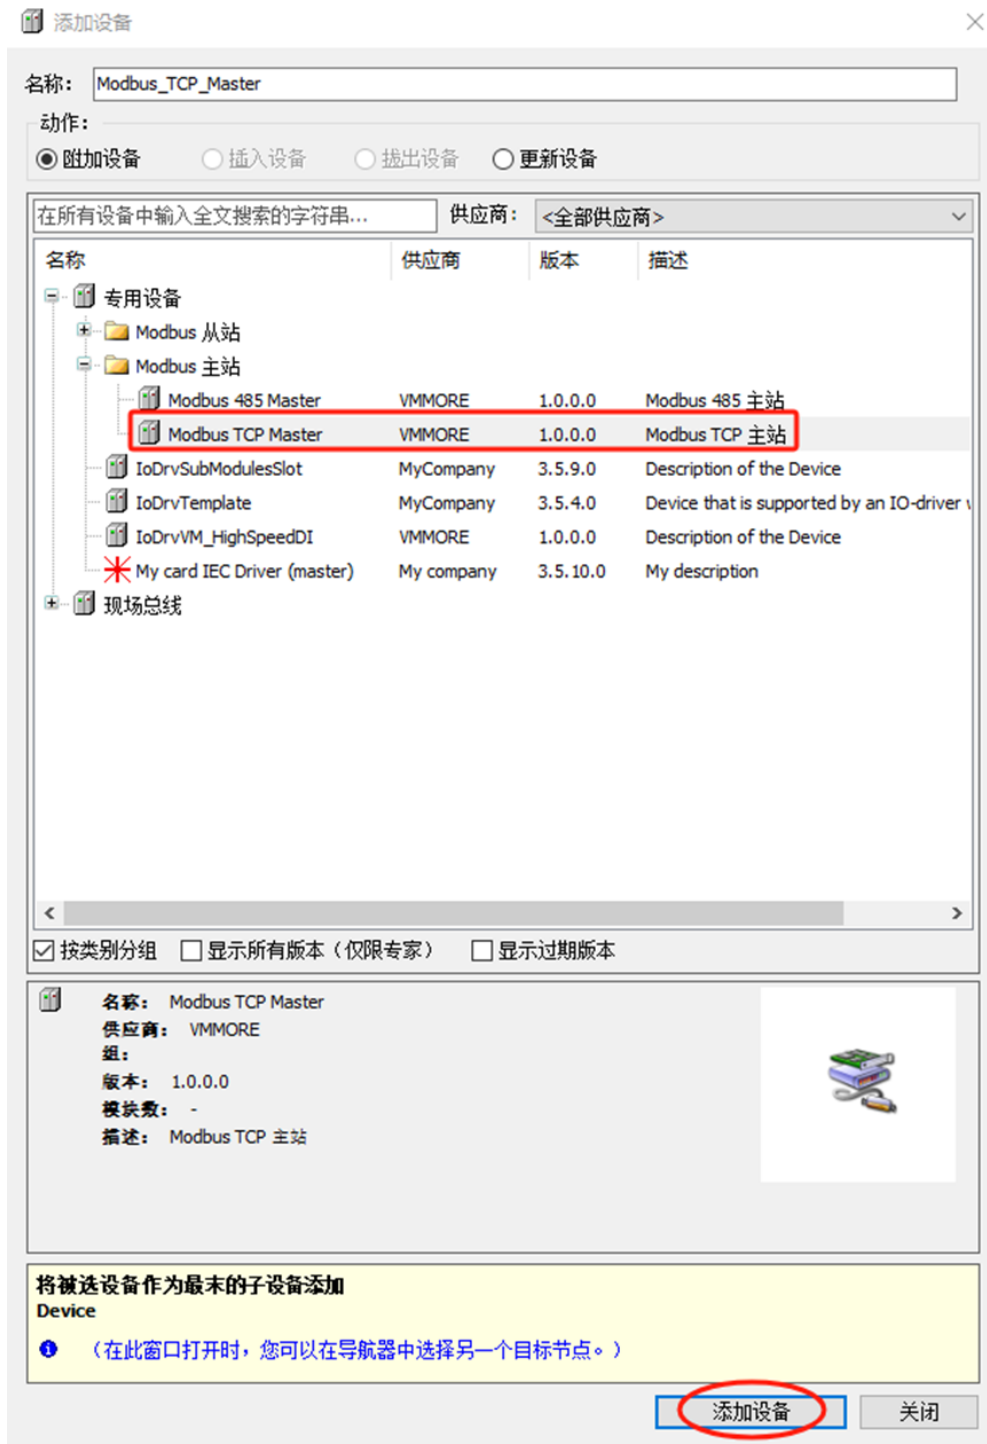 添加设备
名称： Modbus_TCP_Master
动作：
附加设备 插入设备 拔出设备 更新设备
在所有设备中输入全文搜索的字符串... 供应商： <全部供应商>
名称 供应商 版本 描述
专用设备
Modbus 从站
Modbus 主站
Modbus 485 Master VMMORE 1.0.0.0 Modbus 485 主站
Modbus TCP Master VMMORE 1.0.0.0 Modbus TCP 主站
IoDrvSubModulesSlot MyCompany 3.5.9.0 Description of the Device
IoDrvTemplate MyCompany 3.5.4.0 Device that is supported by an IO-driver
IoDrvVM_HighSpeedDI VMMORE 1.0.0.0 Description of the Device
My card IEC Driver (master) My company 3.5.10.0 My description
现场总线
按类别分组 显示所有版本（仅限专家） 显示过期版本
名称： Modbus TCP Master
供应商： VMMORE
组：
版本： 1.0.0.0
模块数： -
描述： Modbus TCP 主站
将被选设备作为最末的子设备添加
Device
（在此窗口打开时，您可以在导航器中选择另一个目标节点。）
添加设备 关闭